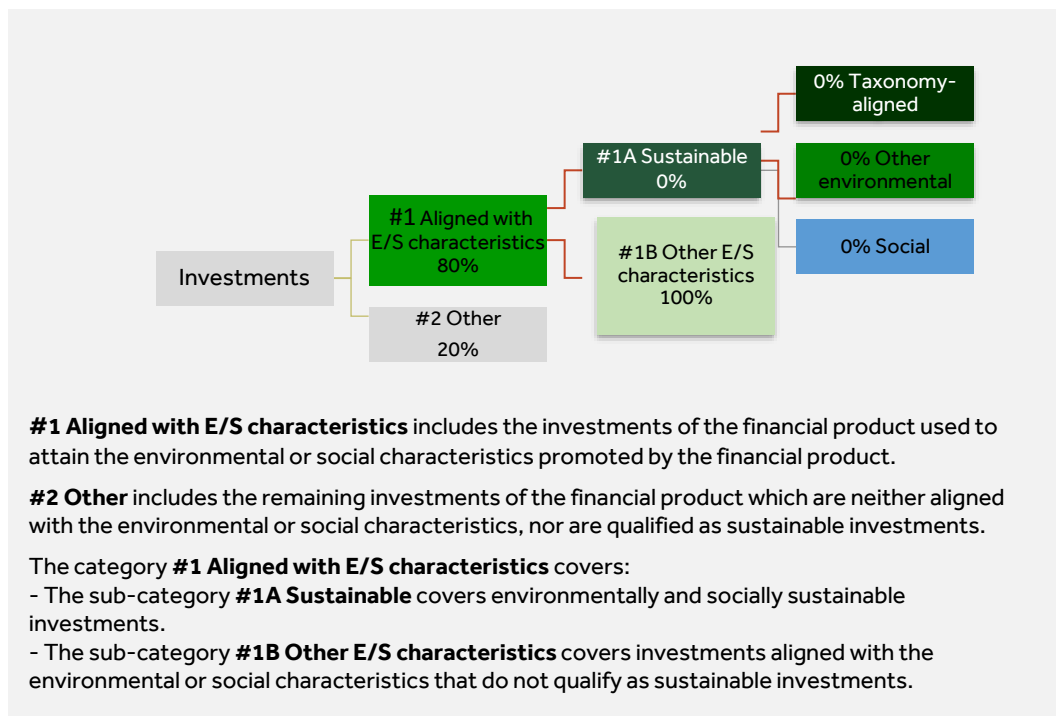 0% Taxonomy-
aligned
#1A Sustainable
0%
0% Other
environmental
#1 Aligned with
E/S characteristics
80%
#1B Other E/S
characteristics
100%
0% Social
Investments
#2 Other
20%
#1 Aligned with E/S characteristics includes the investments of the financial product used to
attain the environmental or social characteristics promoted by the financial product.
#2 Other includes the remaining investments of the financial product which are neither aligned
with the environmental or social characteristics, nor are qualified as sustainable investments.
The category #1 Aligned with E/S characteristics covers:
- The sub-category #1A Sustainable covers environmentally and socially sustainable
investments.
- The sub-category #1B Other E/S characteristics covers investments aligned with the
environmental or social characteristics that do not qualify as sustainable investments.